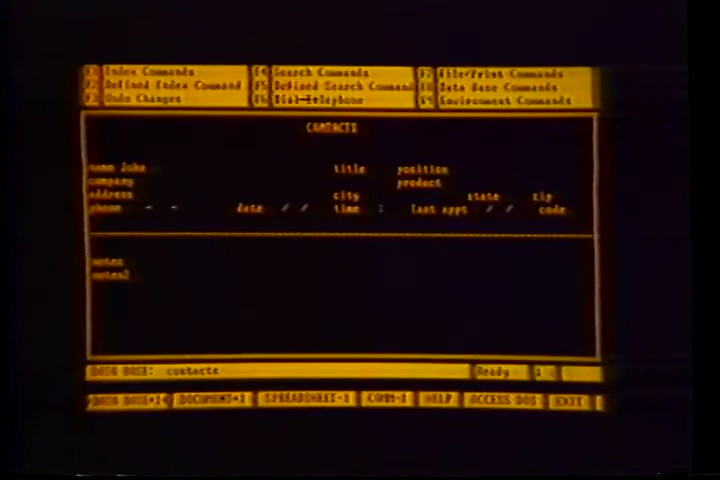 F1 Index Commands F4 Search Commands F7 File/Print Commands
F2 Defined Index Command F5 Defined Search Command F8 Data Base Commands
F3 Undo Changes F6 Dial Telephone F9 Environment Commands
CONTACTS
name John title position
company product
address city state zip
phone - - date / / time : last appt / / code
notes
notes2
DATA BASE: contacts Ready 1
DATA BASE+14 DOCUMENT+1 SPREADSHEET-1 COMM-1 HELP ACCESS DOS EXIT